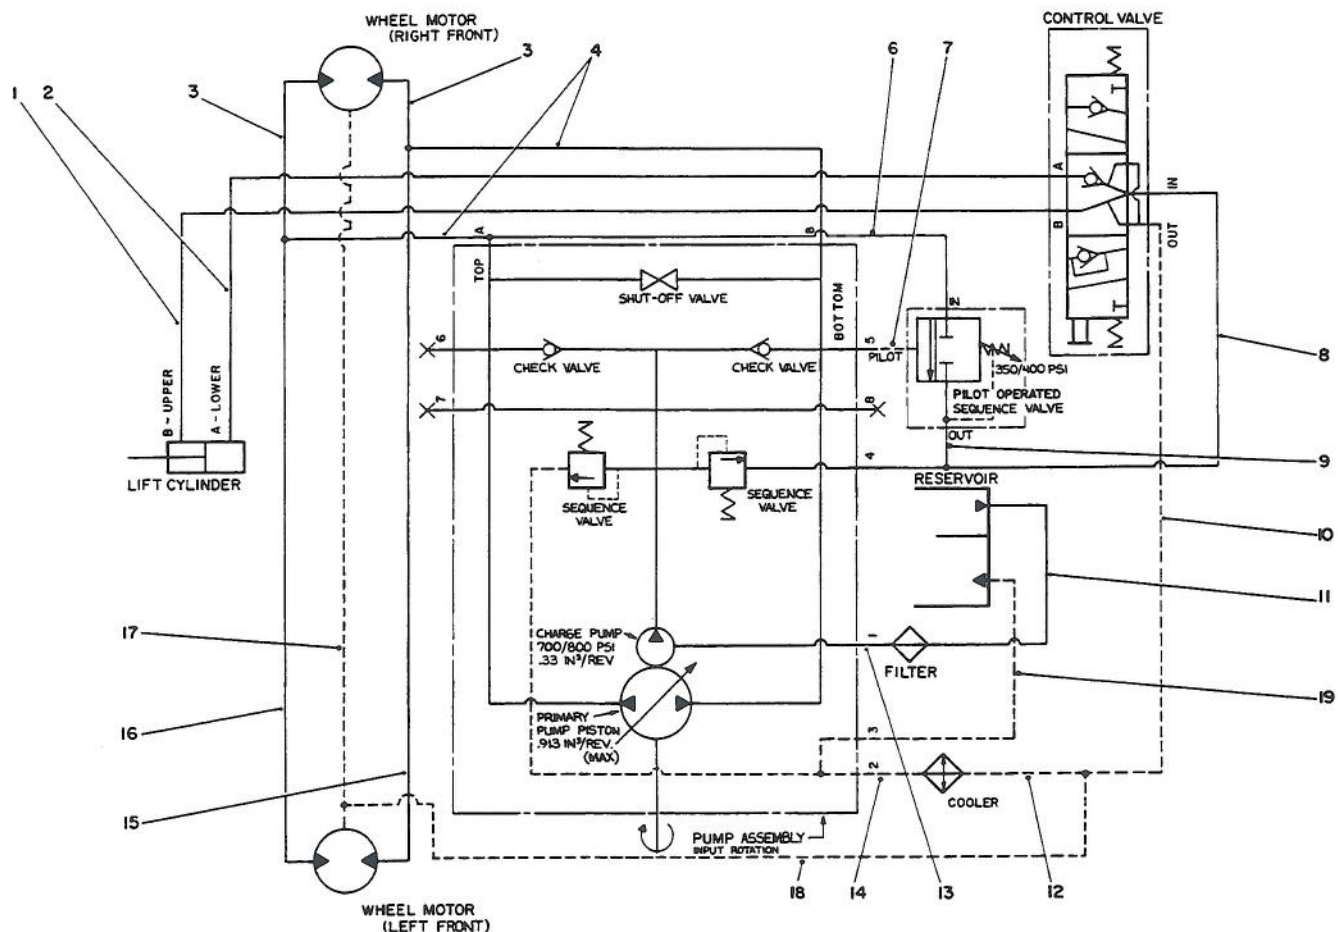 WHEEL MOTOR
(RIGHT FRONT)
CONTROL VALVE
3
4
6
7
1
2
3
A
IN
B
OUT
A
B
TOP
SHUT-OFF VALVE
BOTTOM
IN
6
5
PILOT
CHECK VALVE
CHECK VALVE
350/400 PSI
8
B - UPPER
A - LOWER
PILOT OPERATED
SEQUENCE VALVE
7
8
OUT
4
9
LIFT CYLINDER
SEQUENCE
VALVE
SEQUENCE
VALVE
RESERVOIR
10
11
17
CHARGE PUMP
700/800 PSI
.33 IN³/REV
1
FILTER
19
16
PRIMARY
PUMP PISTON
.913 IN³/REV.
(MAX)
3
2
COOLER
15
PUMP ASSEMBLY
INPUT ROTATION
18
14
13
12
WHEEL MOTOR
(LEFT FRONT)